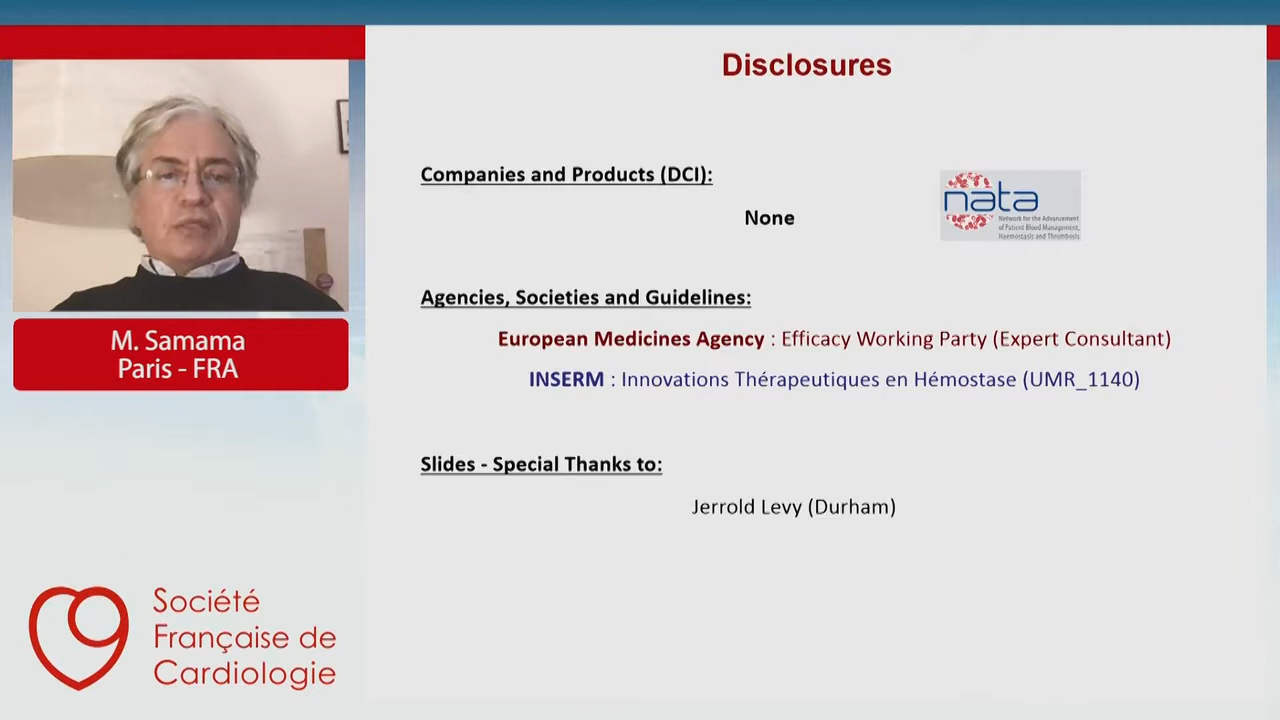 Disclosures
Companies and Products (DCI):
None
nata
Network for the Advancement
of Patient Blood Management,
Haemostasis and Thrombosis
Agencies, Societies and Guidelines:
European Medicines Agency : Efficacy Working Party (Expert Consultant)
INSERM : Innovations Thérapeutiques en Hémostase (UMR_1140)
Slides - Special Thanks to:
Jerrold Levy (Durham)
M. Samama
Paris - FRA
Société
Française de
Cardiologie